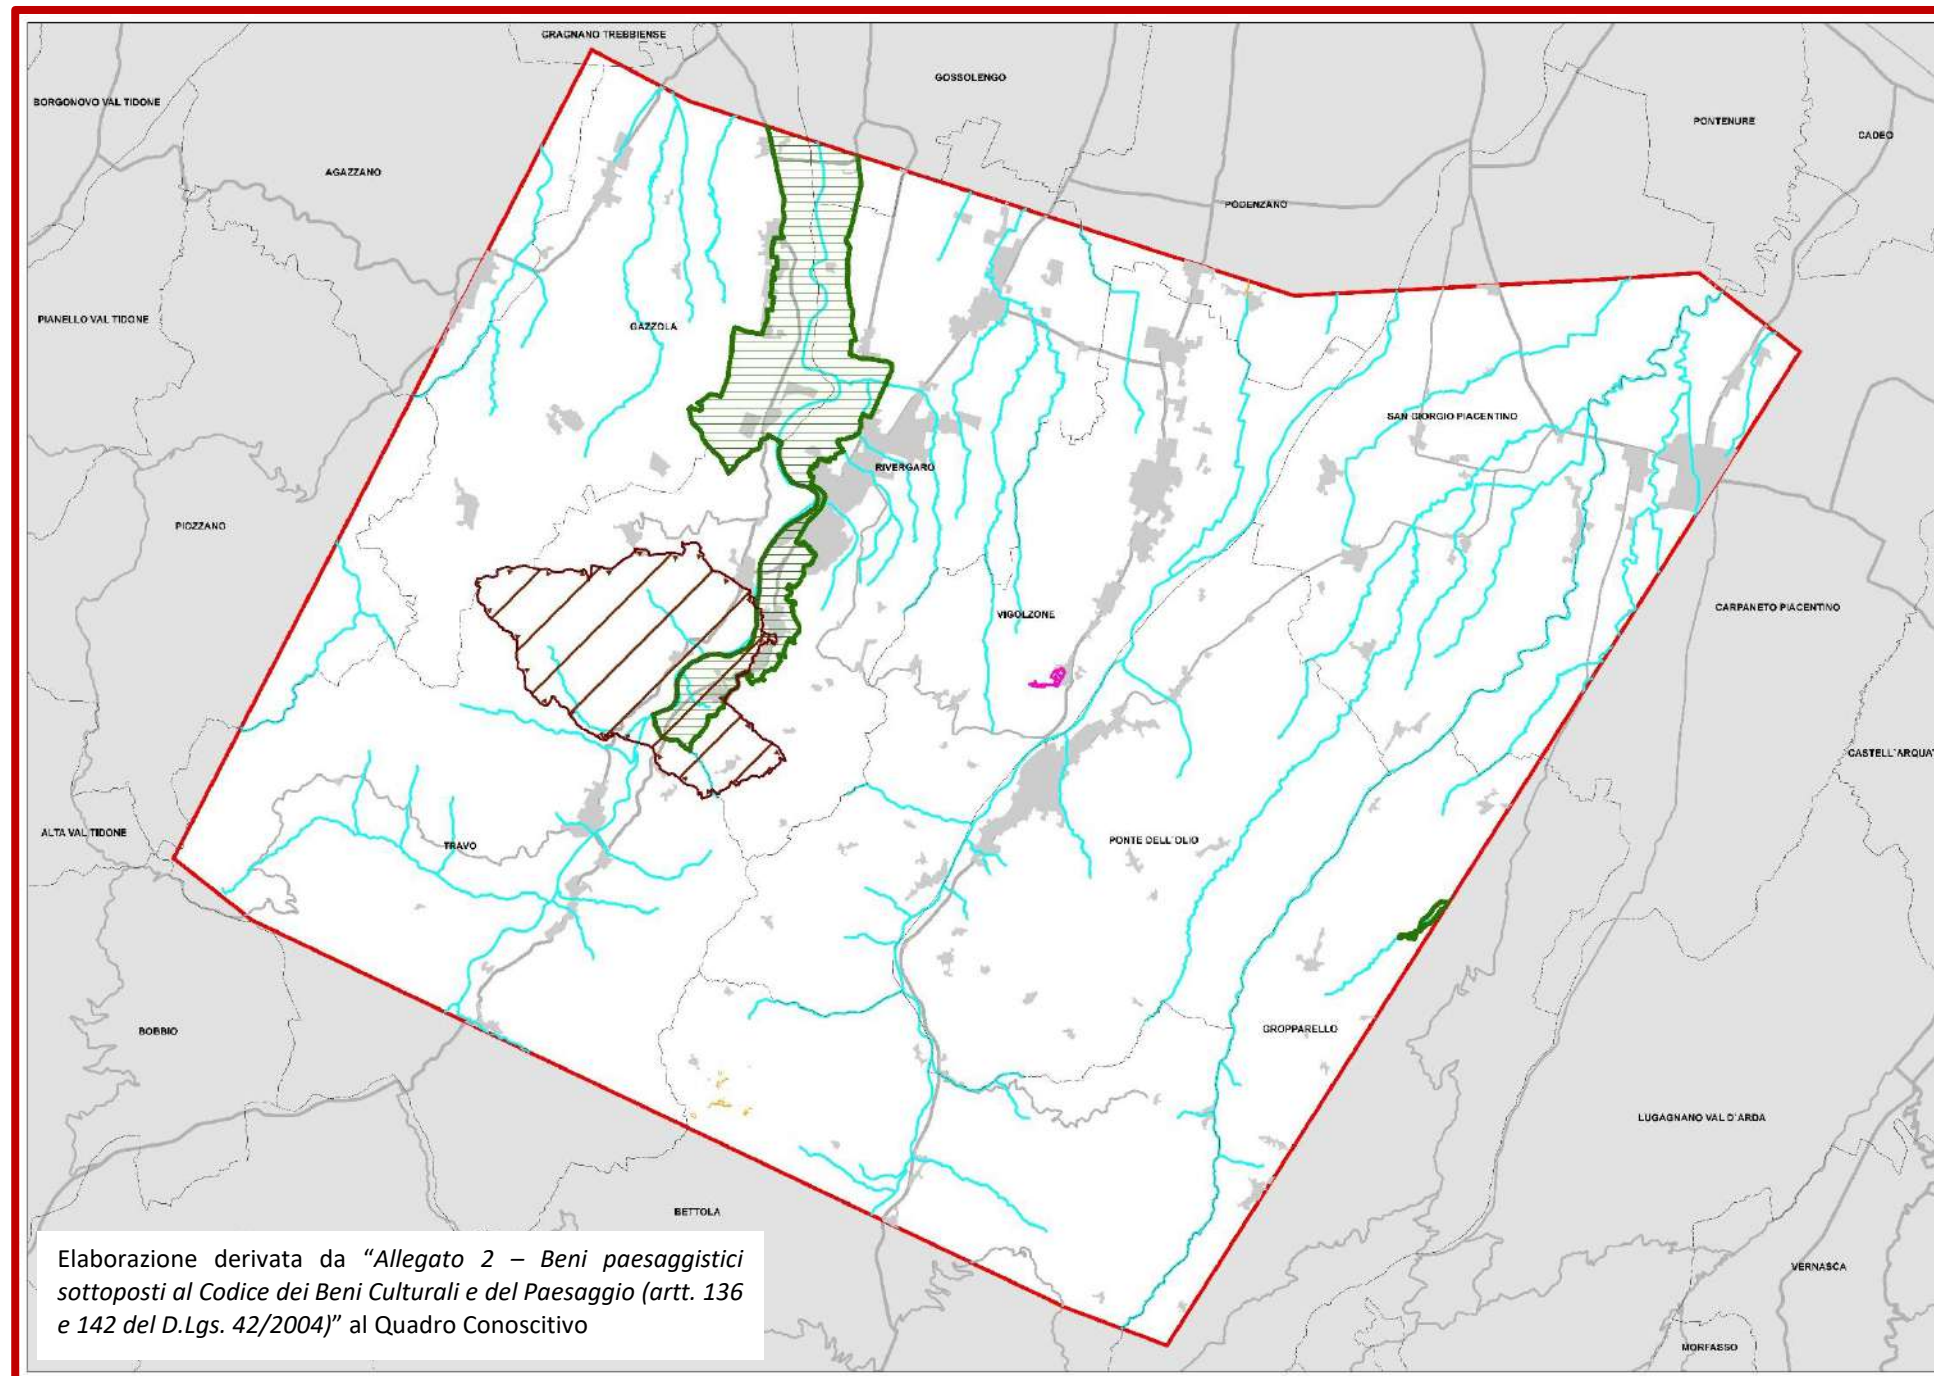 GRAGNANO TREBBIENSE
GOSSOLENGO
BORGONOVO VAL TIDONE
PONTENURE
CADEO
AGAZZANO
PODENZANO
PIANELLO VAL TIDONE
GAZZOLA
SAN GIORGIO PIACENTINO
RIVERGARO
PIOZZANO
VIGOLZONE
CARPANETO PIACENTINO
CASTELL'ARQUAT
ALTA VAL TIDONE
TRAVO
PONTE DELL'OLIO
BOBBIO
GROPPARELLO
LUGAGNANO VAL D'ARDA
BETTOLA
VERNASCA
MORFASSO
Elaborazione derivata da “Allegato 2 – Beni paesaggistici
sottoposti al Codice dei Beni Culturali e del Paesaggio (artt. 136
e 142 del D.Lgs. 42/2004)” al Quadro Conoscitivo